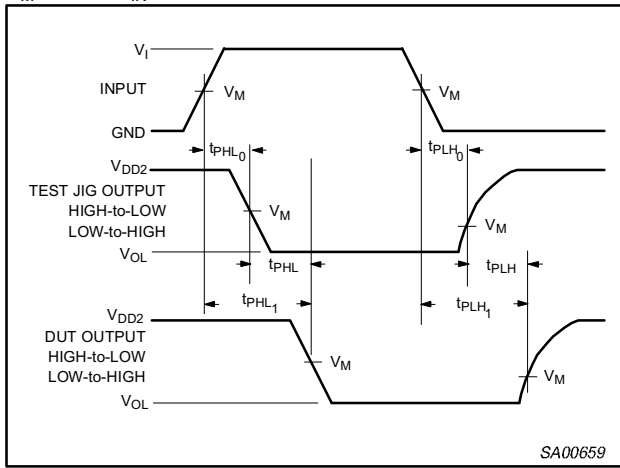 VI
INPUT
VM
VM
GND
tPHL0
tPLH0
VDD2
TEST JIG OUTPUT
HIGH-to-LOW
LOW-to-HIGH
VM
VM
VOL
tPHL
tPLH
tPHL1
tPLH1
VDD2
DUT OUTPUT
HIGH-to-LOW
LOW-to-HIGH
VM
VM
VOL
SA00659